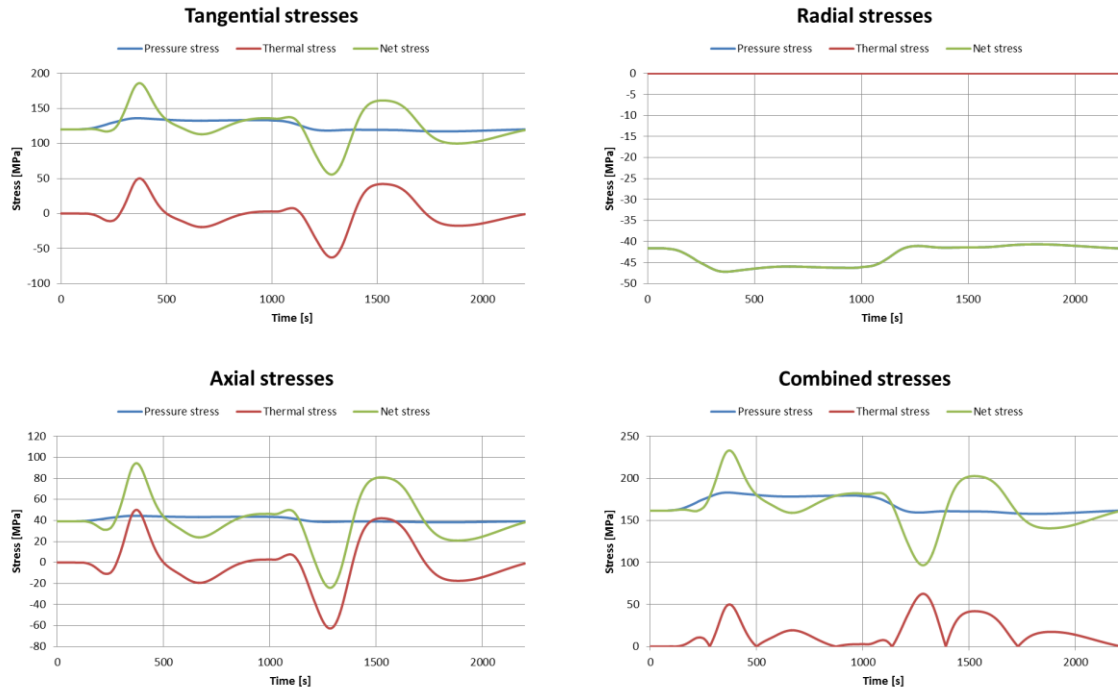 Tangential stresses
Pressure stress Thermal stress Net stress
200
150
100
50
0
-50
-100
Stress [MPa]
0 500 1000 1500 2000
Time [s]
Radial stresses
Pressure stress Thermal stress Net stress
0
-5
-10
-15
-20
-25
-30
-35
-40
-45
-50
Stress [MPa]
0 500 1000 1500 2000
Time [s]
Axial stresses
Pressure stress Thermal stress Net stress
120
100
80
60
40
20
0
-20
-40
-60
-80
Stress [MPa]
0 500 1000 1500 2000
Time [s]
Combined stresses
Pressure stress Thermal stress Net stress
250
200
150
100
50
0
Stress [MPa]
0 500 1000 1500 2000
Time [s]